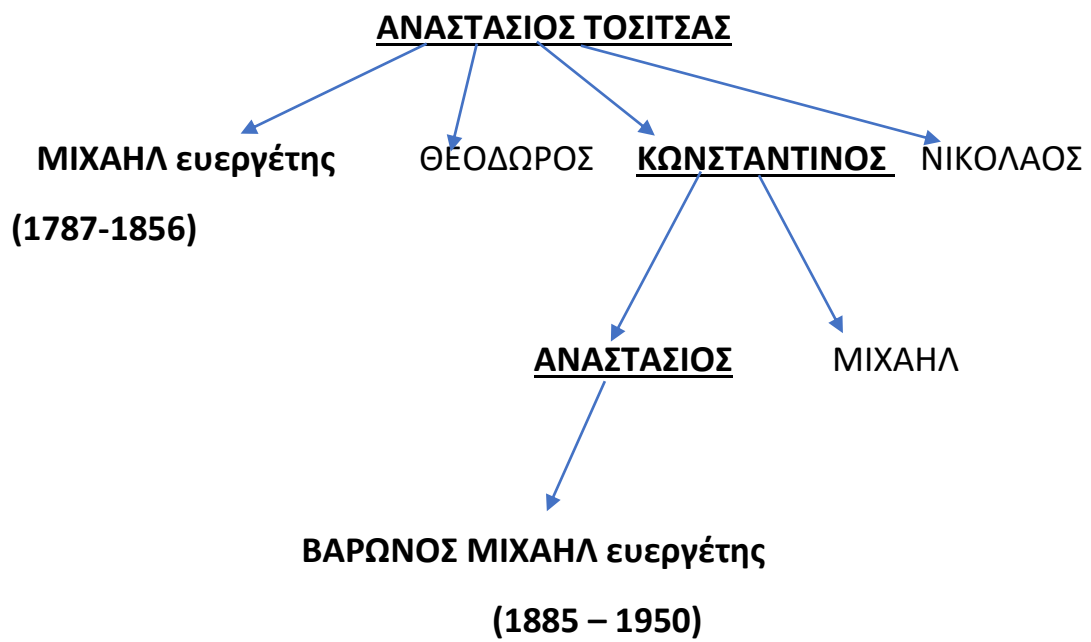 ΑΝΑΣΤΑΣΙΟΣ ΤΟΣΙΤΣΑΣ
ΜΙΧΑΗΛ ευεργέτης ΘΕΟΔΩΡΟΣ ΚΩΝΣΤΑΝΤΙΝΟΣ ΝΙΚΟΛΑΟΣ
(1787-1856)
ΑΝΑΣΤΑΣΙΟΣ ΜΙΧΑΗΛ
ΒΑΡΩΝΟΣ ΜΙΧΑΗΛ ευεργέτης
(1885 – 1950)